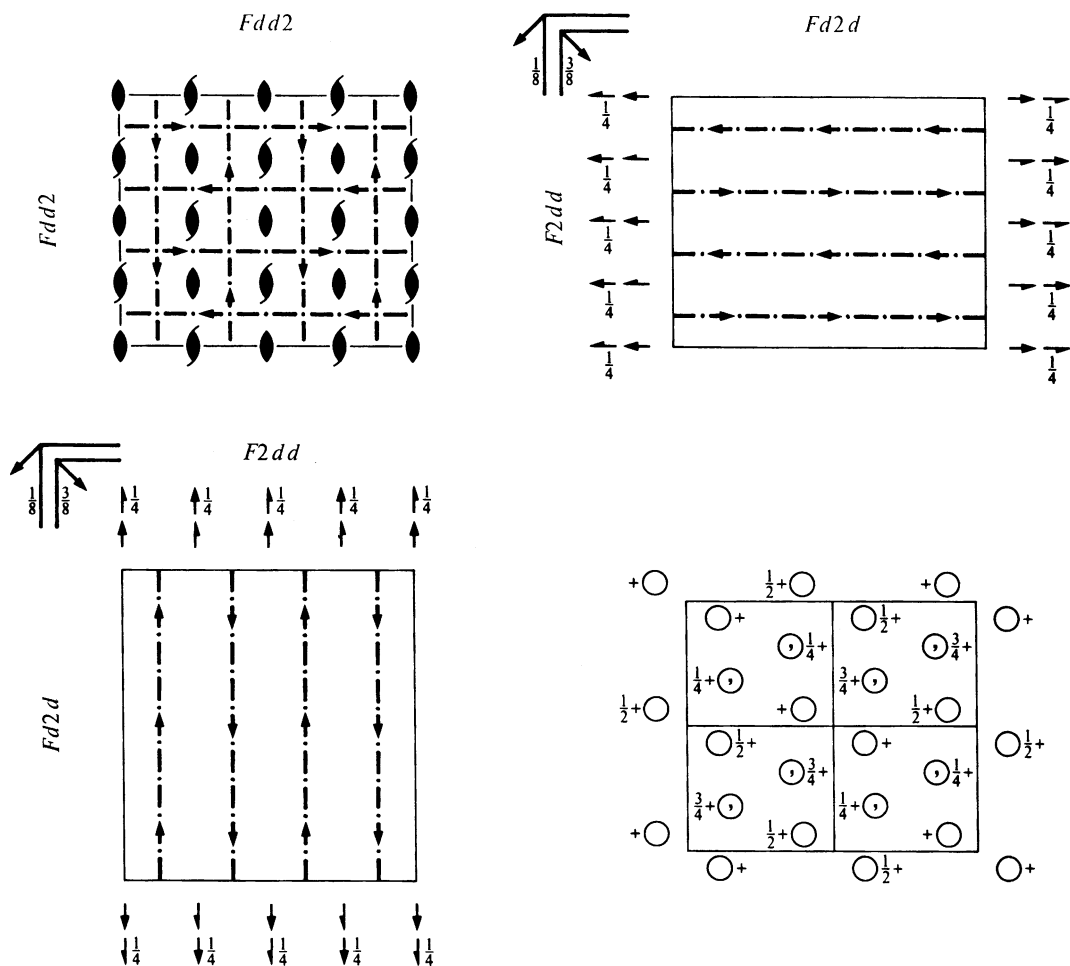 Fdd2
Fdd2
Fd2d
F2dd
1/8 3/8
1/4 1/4
1/4 1/4
1/4 1/4
1/4 1/4
1/4 1/4
F2dd
Fd2d
1/8 3/8
1/4 1/4 1/4 1/4 1/4
1/4 1/4 1/4 1/4 1/4
+ 1/2+ +
+ 1/2+ +
, 1/4+ , 3/4+
1/4+ , 3/4+ ,
1/2+ + 1/2+
1/2+ + 1/2+
, 3/4+ , 1/4+
3/4+ , 1/4+ ,
+ 1/2+ +
+ 1/2+ +